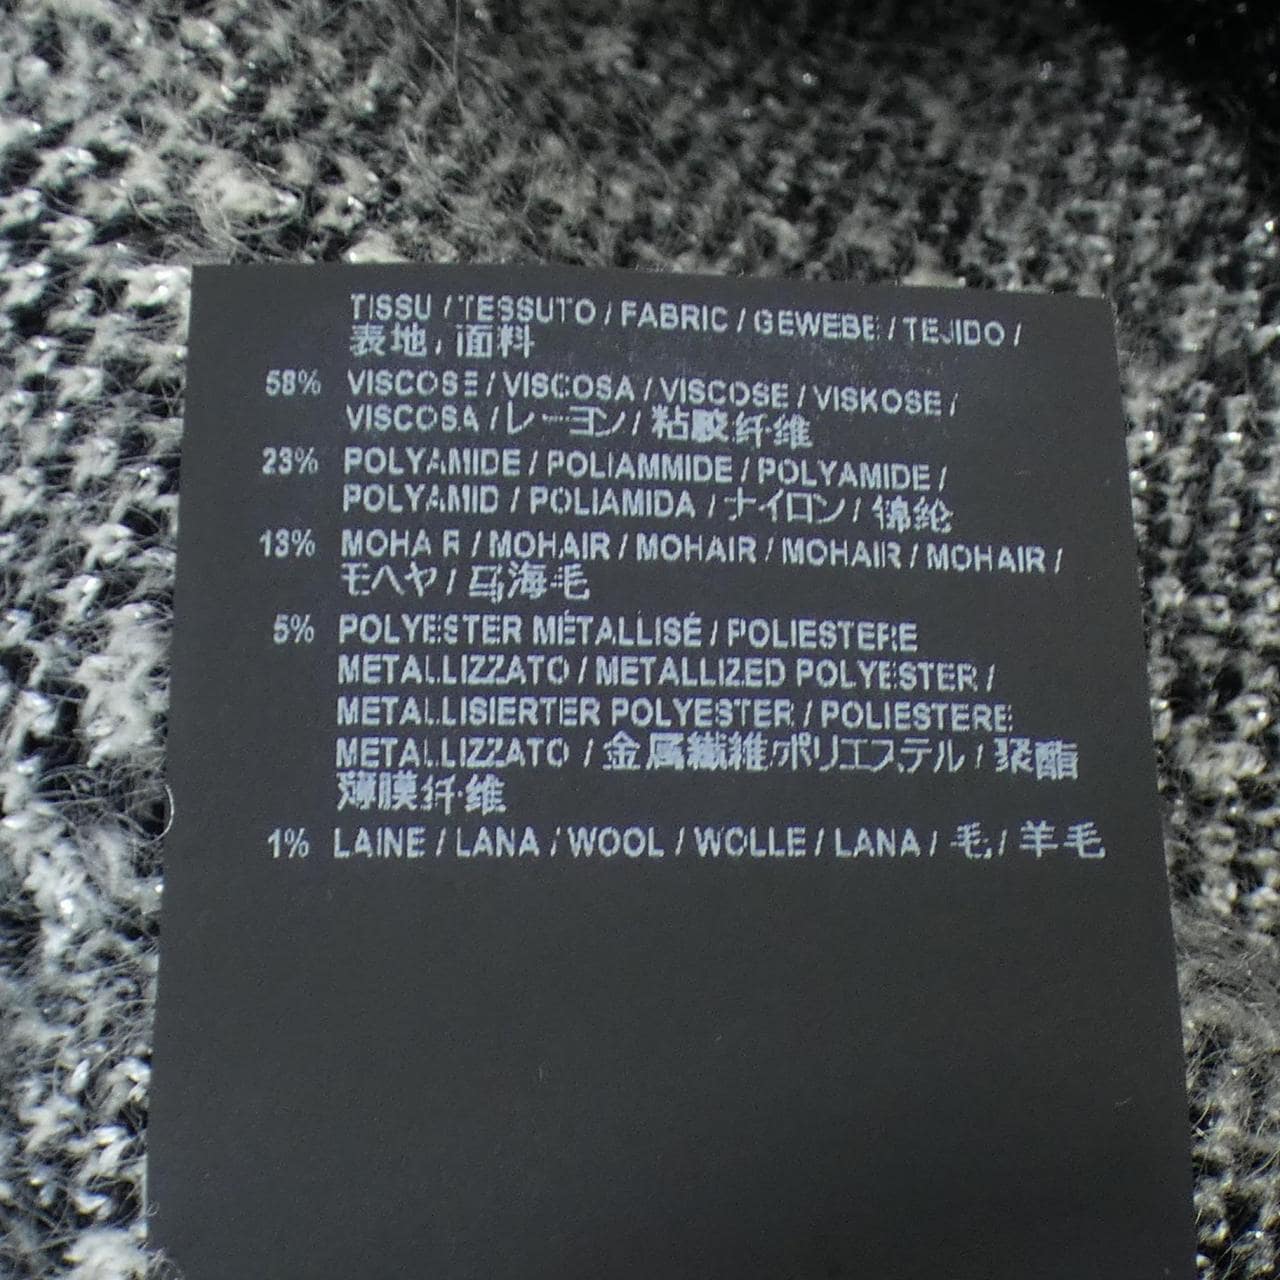 TISSU / TESSUTO / FABRIC / GEWEBE / TEJIDO /
表地, 面料
58% VISCOSE / VISCOSA / VISCOSE / VISKOSE /
VISCOSA / レーヨン / 粘胶纤维
23% POLYAMIDE / POLIAMMIDE / POLYAMIDE /
POLYAMID / POLIAMIDA / ナイロン / 锦纶
13% MOHAIR / MOHAIR / MOHAIR / MOHAIR / MOHAIR /
モヘヤ / 马海毛
5% POLYESTER MÉTALLISÉ / POLIESTERE
METALLIZZATO / METALLIZED POLYESTER /
METALLISIERTER POLYESTER / POLIESTERE
METALLIZZATO / 金属繊維ポリエステル / 聚酯
薄膜纤维
1% LAINE / LANA / WOOL / WOLLE / LANA / 毛 / 羊毛